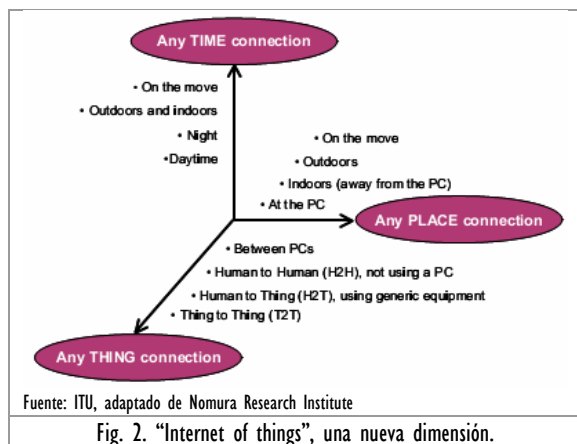 Any TIME connection
• On the move
• Outdoors and indoors
• Night
•Daytime
• On the move
• Outdoors
• Indoors (away from the PC)
• At the PC
Any PLACE connection
• Between PCs
• Human to Human (H2H), not using a PC
• Human to Thing (H2T), using generic equipment
• Thing to Thing (T2T)
Any THING connection
Fuente: ITU, adaptado de Nomura Research Institute
Fig. 2. “Internet of things”, una nueva dimensión.